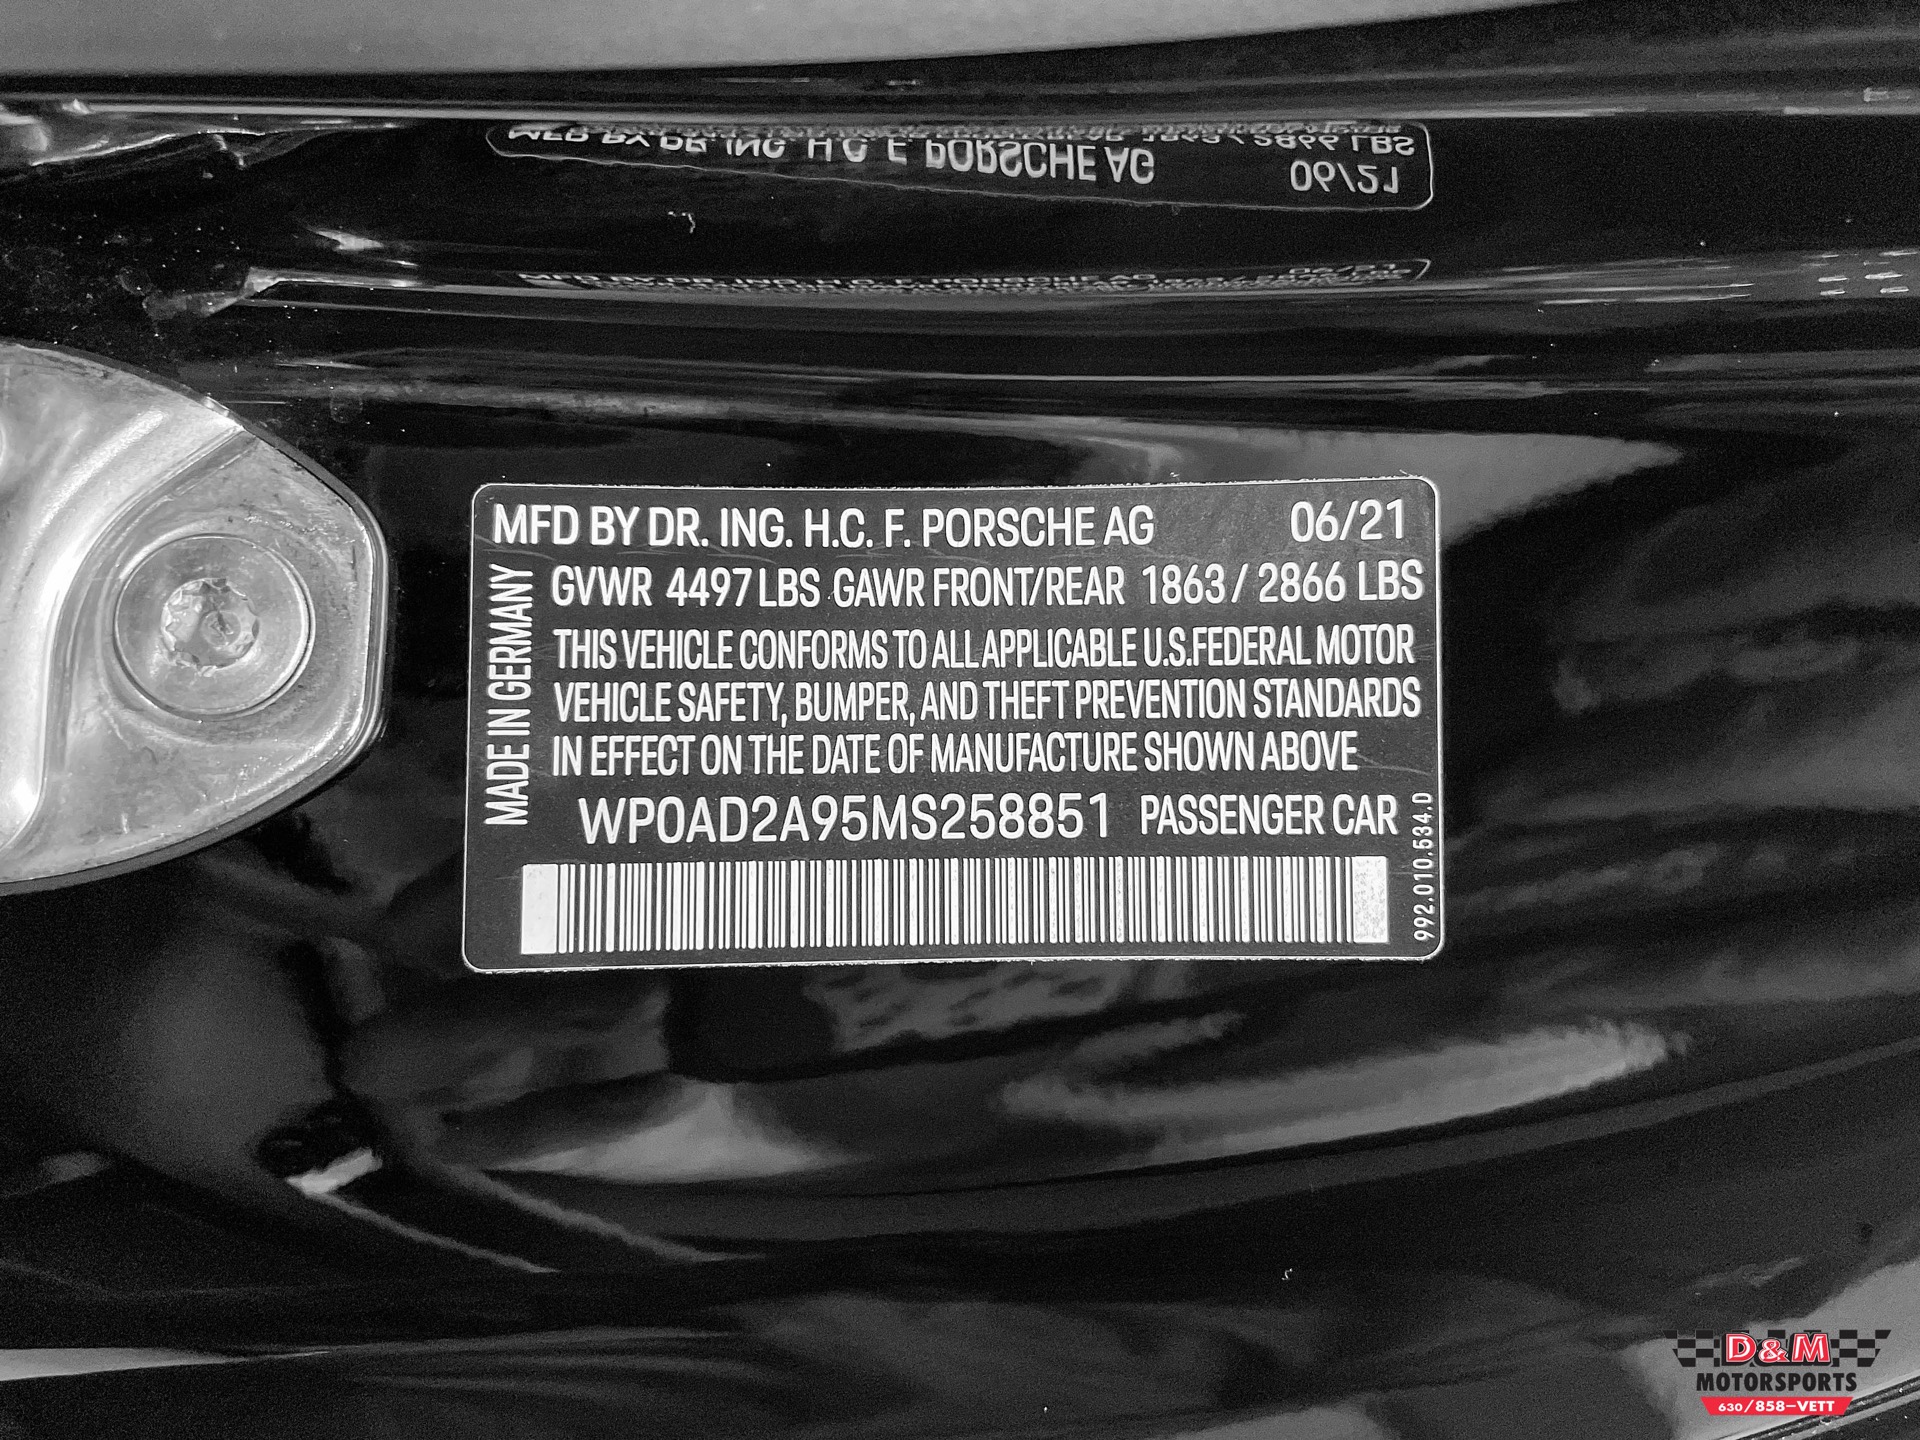 MFD BY DR. ING. H.C. F. PORSCHE AG 06/21
GVWR 4497 LBS GAWR FRONT/REAR 1863 / 2866 LBS
THIS VEHICLE CONFORMS TO ALL APPLICABLE U.S.FEDERAL MOTOR
VEHICLE SAFETY, BUMPER, AND THEFT PREVENTION STANDARDS
IN EFFECT ON THE DATE OF MANUFACTURE SHOWN ABOVE
WP0AD2A95MS258851 PASSENGER CAR
MADE IN GERMANY
992.010.534.D
D&M
MOTORSPORTS
630/858-VETT